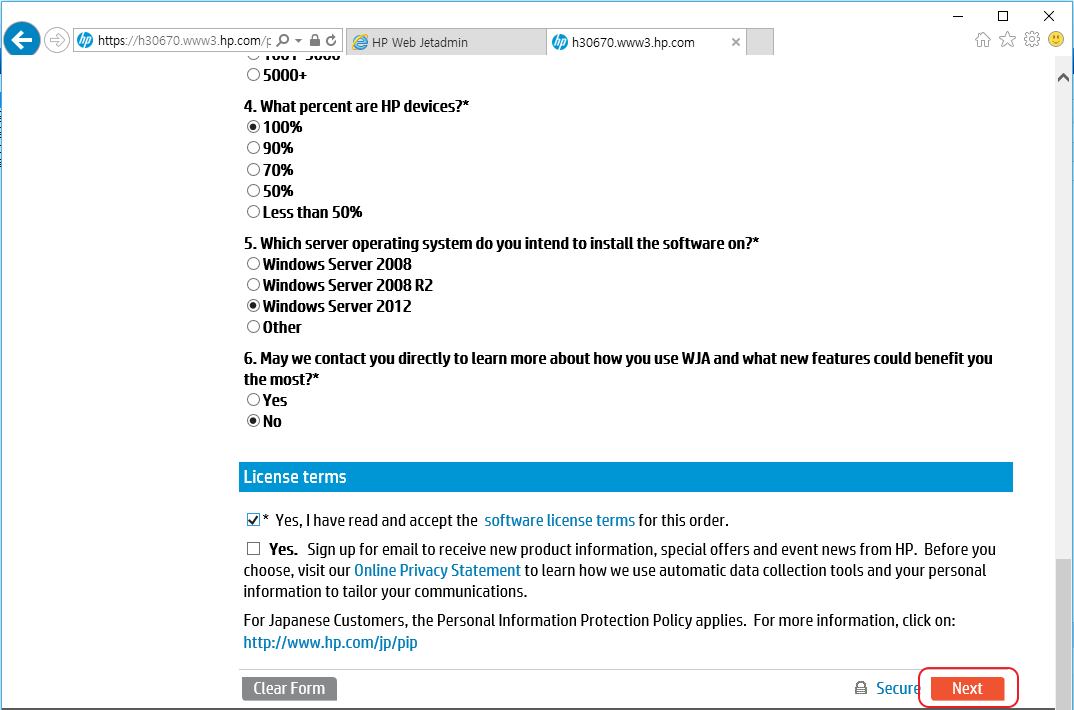 https://h30670.www3.hp.com/p
HP Web Jetadmin
h30670.www3.hp.com
5000+
4. What percent are HP devices?*
100%
90%
70%
50%
Less than 50%
5. Which server operating system do you intend to install the software on?*
Windows Server 2008
Windows Server 2008 R2
Windows Server 2012
Other
6. May we contact you directly to learn more about how you use WJA and what new features could benefit you
the most?*
Yes
No
License terms
* Yes, I have read and accept the software license terms for this order.
Yes. Sign up for email to receive new product information, special offers and event news from HP. Before you
choose, visit our Online Privacy Statement to learn how we use automatic data collection tools and your personal
information to tailor your communications.
For Japanese Customers, the Personal Information Protection Policy applies. For more information, click on:
http://www.hp.com/jp/pip
Clear Form
Secure
Next